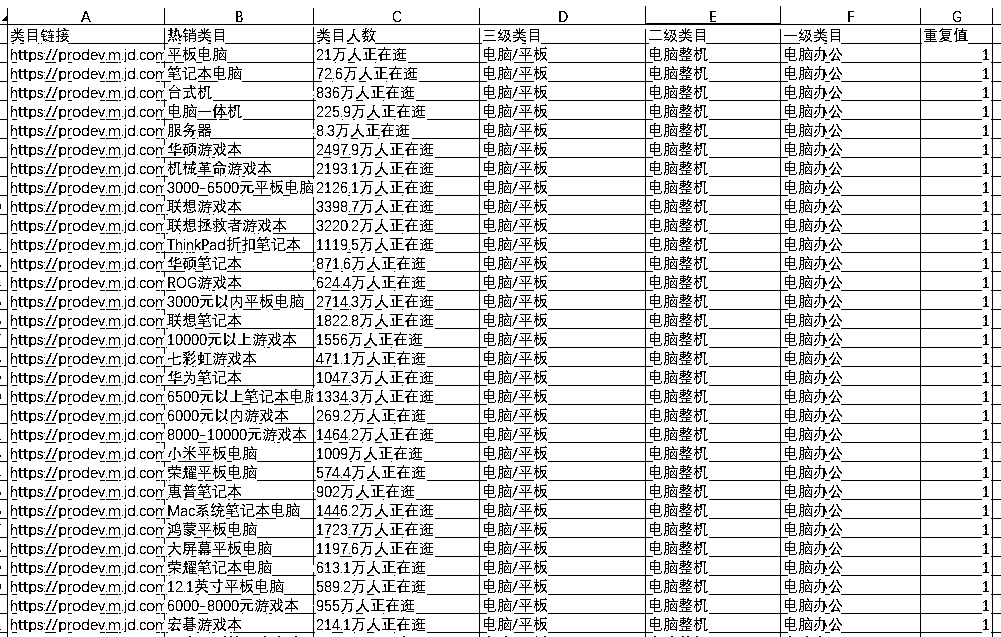 A B C D E F G
类目链接 热销类目 类目人数 三级类目 二级类目 一级类目 重复值
https://prodev.m.jd.com 平板电脑 21万人正在逛 电脑/平板 电脑整机 电脑办公 1
https://prodev.m.jd.com 笔记本电脑 72.6万人正在逛 电脑/平板 电脑整机 电脑办公 1
https://prodev.m.jd.com 台式机 836万人正在逛 电脑/平板 电脑整机 电脑办公 1
https://prodev.m.jd.com 电脑一体机 225.9万人正在逛 电脑/平板 电脑整机 电脑办公 1
https://prodev.m.jd.com 服务器 8.3万人正在逛 电脑/平板 电脑整机 电脑办公 1
https://prodev.m.jd.com 华硕游戏本 2497.9万人正在逛 电脑/平板 电脑整机 电脑办公 1
https://prodev.m.jd.com 机械革命游戏本 2193.1万人正在逛 电脑/平板 电脑整机 电脑办公 1
https://prodev.m.jd.com 3000-6500元平板电脑 2126.1万人正在逛 电脑/平板 电脑整机 电脑办公 1
https://prodev.m.jd.com 联想游戏本 3398.7万人正在逛 电脑/平板 电脑整机 电脑办公 1
https://prodev.m.jd.com 联想拯救者游戏本 3220.2万人正在逛 电脑/平板 电脑整机 电脑办公 1
https://prodev.m.jd.com ThinkPad折扣笔记本 1119.5万人正在逛 电脑/平板 电脑整机 电脑办公 1
https://prodev.m.jd.com 华硕笔记本 871.6万人正在逛 电脑/平板 电脑整机 电脑办公 1
https://prodev.m.jd.com ROG游戏本 624.4万人正在逛 电脑/平板 电脑整机 电脑办公 1
https://prodev.m.jd.com 3000元以内平板电脑 2714.3万人正在逛 电脑/平板 电脑整机 电脑办公 1
https://prodev.m.jd.com 联想笔记本 1822.8万人正在逛 电脑/平板 电脑整机 电脑办公 1
https://prodev.m.jd.com 10000元以上游戏本 1556万人正在逛 电脑/平板 电脑整机 电脑办公 1
https://prodev.m.jd.com 七彩虹游戏本 471.1万人正在逛 电脑/平板 电脑整机 电脑办公 1
https://prodev.m.jd.com 华为笔记本 1047.3万人正在逛 电脑/平板 电脑整机 电脑办公 1
https://prodev.m.jd.com 6500元以上笔记本电脑 1334.3万人正在逛 电脑/平板 电脑整机 电脑办公 1
https://prodev.m.jd.com 6000元以内游戏本 269.2万人正在逛 电脑/平板 电脑整机 电脑办公 1
https://prodev.m.jd.com 8000-10000元游戏本 1464.2万人正在逛 电脑/平板 电脑整机 电脑办公 1
https://prodev.m.jd.com 小米平板电脑 1009万人正在逛 电脑/平板 电脑整机 电脑办公 1
https://prodev.m.jd.com 荣耀平板电脑 574.4万人正在逛 电脑/平板 电脑整机 电脑办公 1
https://prodev.m.jd.com 惠普笔记本 902万人正在逛 电脑/平板 电脑整机 电脑办公 1
https://prodev.m.jd.com Mac系统笔记本电脑 1446.2万人正在逛 电脑/平板 电脑整机 电脑办公 1
https://prodev.m.jd.com 鸿蒙平板电脑 1723.7万人正在逛 电脑/平板 电脑整机 电脑办公 1
https://prodev.m.jd.com 大屏幕平板电脑 1197.6万人正在逛 电脑/平板 电脑整机 电脑办公 1
https://prodev.m.jd.com 荣耀笔记本电脑 613.1万人正在逛 电脑/平板 电脑整机 电脑办公 1
https://prodev.m.jd.com 12.1英寸平板电脑 589.2万人正在逛 电脑/平板 电脑整机 电脑办公 1
https://prodev.m.jd.com 6000-8000元游戏本 955万人正在逛 电脑/平板 电脑整机 电脑办公 1
https://prodev.m.jd.com 宏碁游戏本 214.1万人正在逛 电脑/平板 电脑整机 电脑办公 1